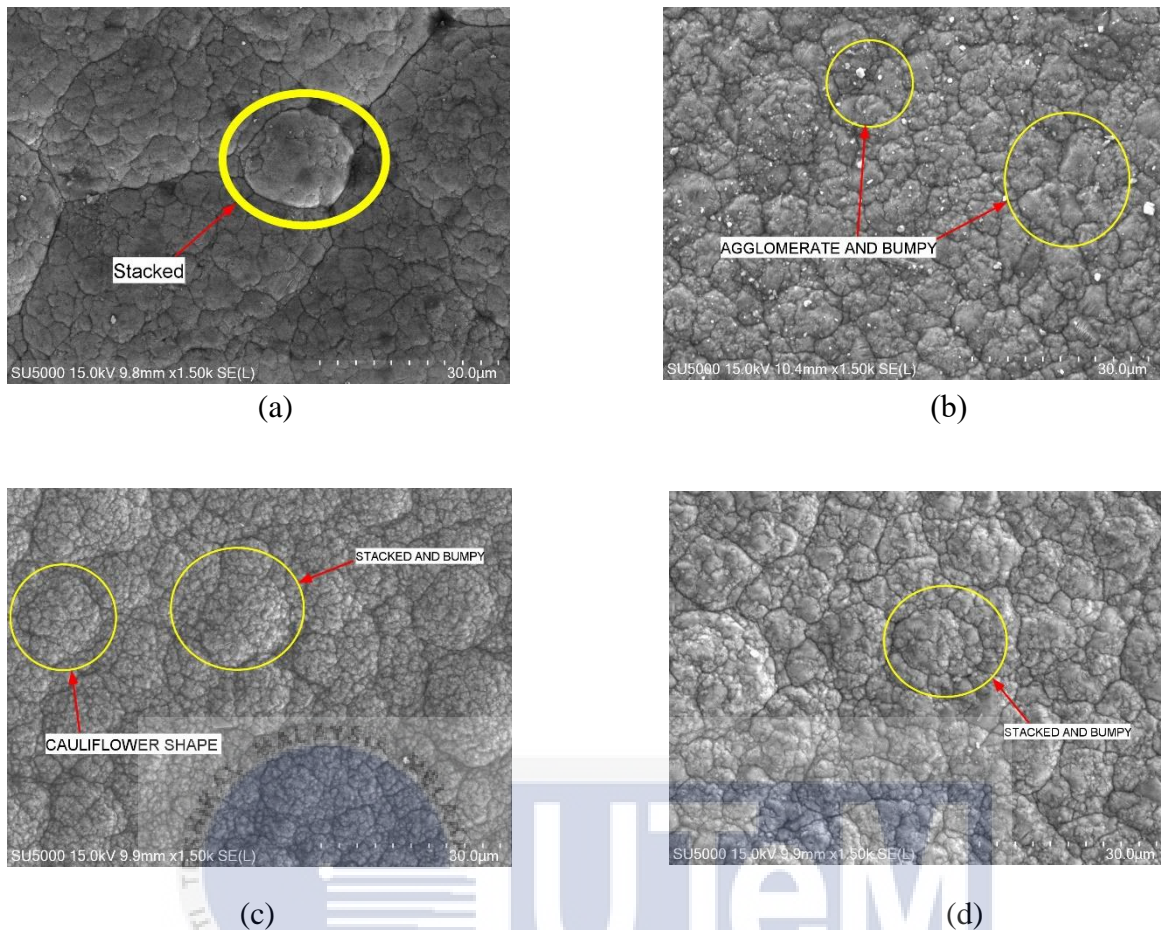 Stacked
SU5000 15.0kV 9.8mm x1.50k SE(L) 30.0µm
(a)
AGGLOMERATE AND BUMPY
SU5000 15.0kV 10.4mm x1.50k SE(L) 30.0µm
(b)
STACKED AND BUMPY
CAULIFLOWER SHAPE
SU5000 15.0kV 9.9mm x1.50k SE(L) 30.0µm
(c)
STACKED AND BUMPY
SU5000 15.0kV 9.9mm x1.50k SE(L) 30.0µm
(d)
UTeM